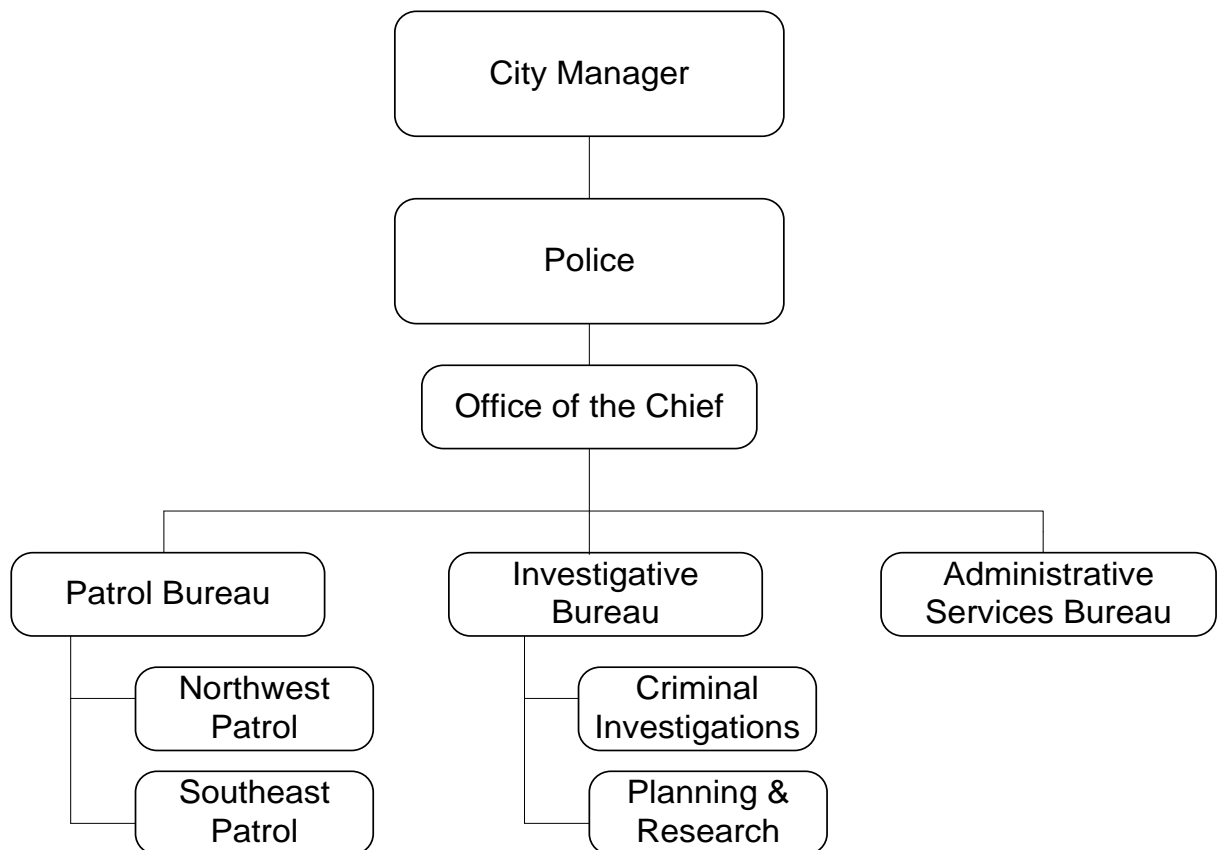 City Manager
Police
Office of the Chief
Patrol Bureau
Investigative
Bureau
Administrative
Services Bureau
Northwest
Patrol
Criminal
Investigations
Southeast
Patrol
Planning &
Research